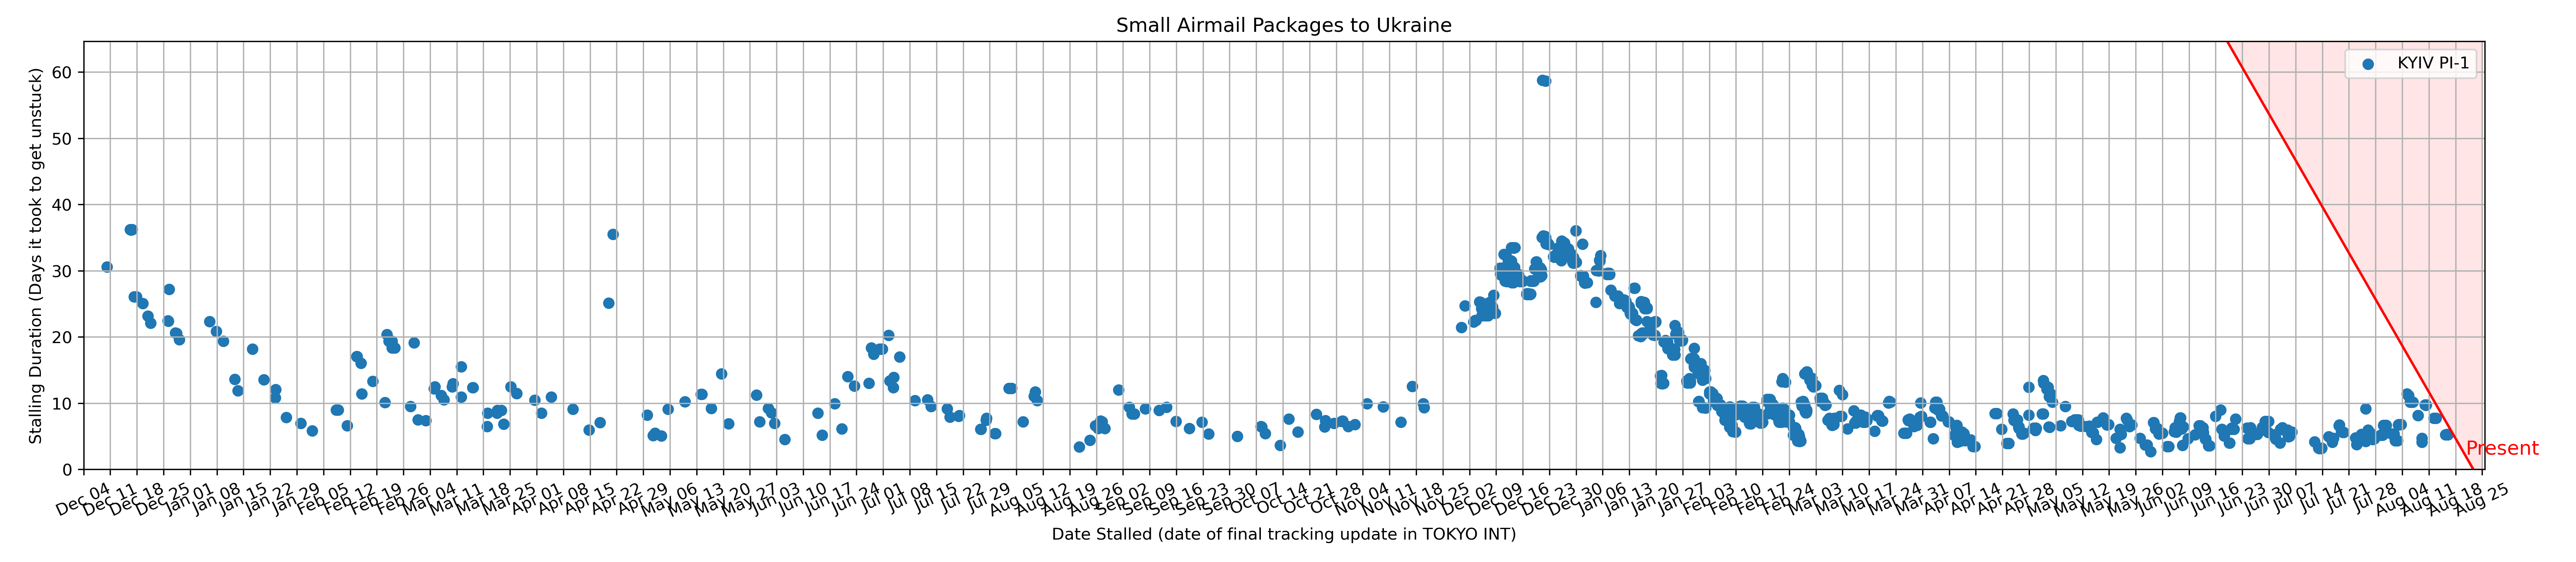 Small Airmail Packages to Ukraine
KYIV PI-1
Stalling Duration (Days it took to get unstuck)
60
50
40
30
20
10
0
Present
Dec 04
Dec 11
Dec 18
Dec 25
Jan 01
Jan 08
Jan 15
Jan 22
Jan 29
Feb 05
Feb 12
Feb 19
Feb 26
Mar 04
Mar 11
Mar 18
Mar 25
Apr 01
Apr 08
Apr 15
Apr 22
Apr 29
May 06
May 13
May 20
May 27
Jun 03
Jun 10
Jun 17
Jun 24
Jul 01
Jul 08
Jul 15
Jul 22
Jul 29
Aug 05
Aug 12
Aug 19
Aug 26
Sep 02
Sep 09
Sep 16
Sep 23
Sep 30
Oct 07
Oct 14
Oct 21
Oct 28
Nov 04
Nov 11
Nov 18
Nov 25
Dec 02
Dec 09
Dec 16
Dec 23
Dec 30
Jan 06
Jan 13
Jan 20
Jan 27
Feb 03
Feb 10
Feb 17
Feb 24
Mar 03
Mar 10
Mar 17
Mar 24
Mar 31
Apr 07
Apr 14
Apr 21
Apr 28
May 05
May 12
May 19
May 26
Jun 02
Jun 09
Jun 16
Jun 23
Jun 30
Jul 07
Jul 14
Jul 21
Jul 28
Aug 04
Aug 11
Aug 18
Aug 25
Date Stalled (date of final tracking update in TOKYO INT)